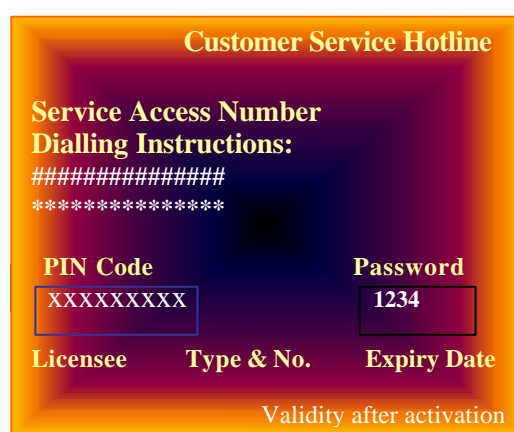 Customer Service Hotline
Service Access Number
Dialling Instructions:
###############
***************
PIN Code Password
XXXXXXXXX 1234
Licensee Type & No. Expiry Date
Validity after activation